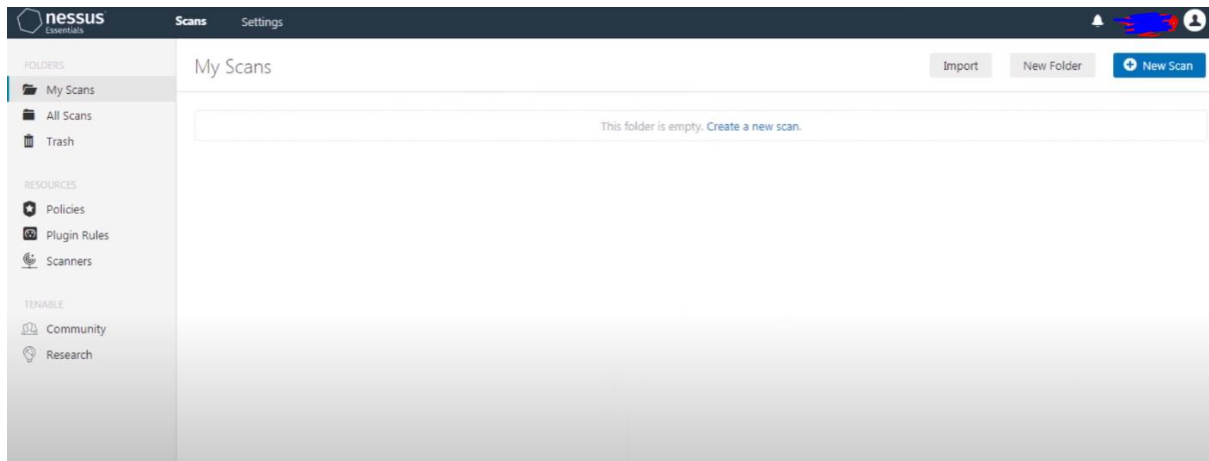 nessus
Essentials
Scans Settings
FOLDERS
My Scans
All Scans
Trash
RESOURCES
Policies
Plugin Rules
Scanners
TENABLE
Community
Research
My Scans
Import New Folder New Scan
This folder is empty. Create a new scan.